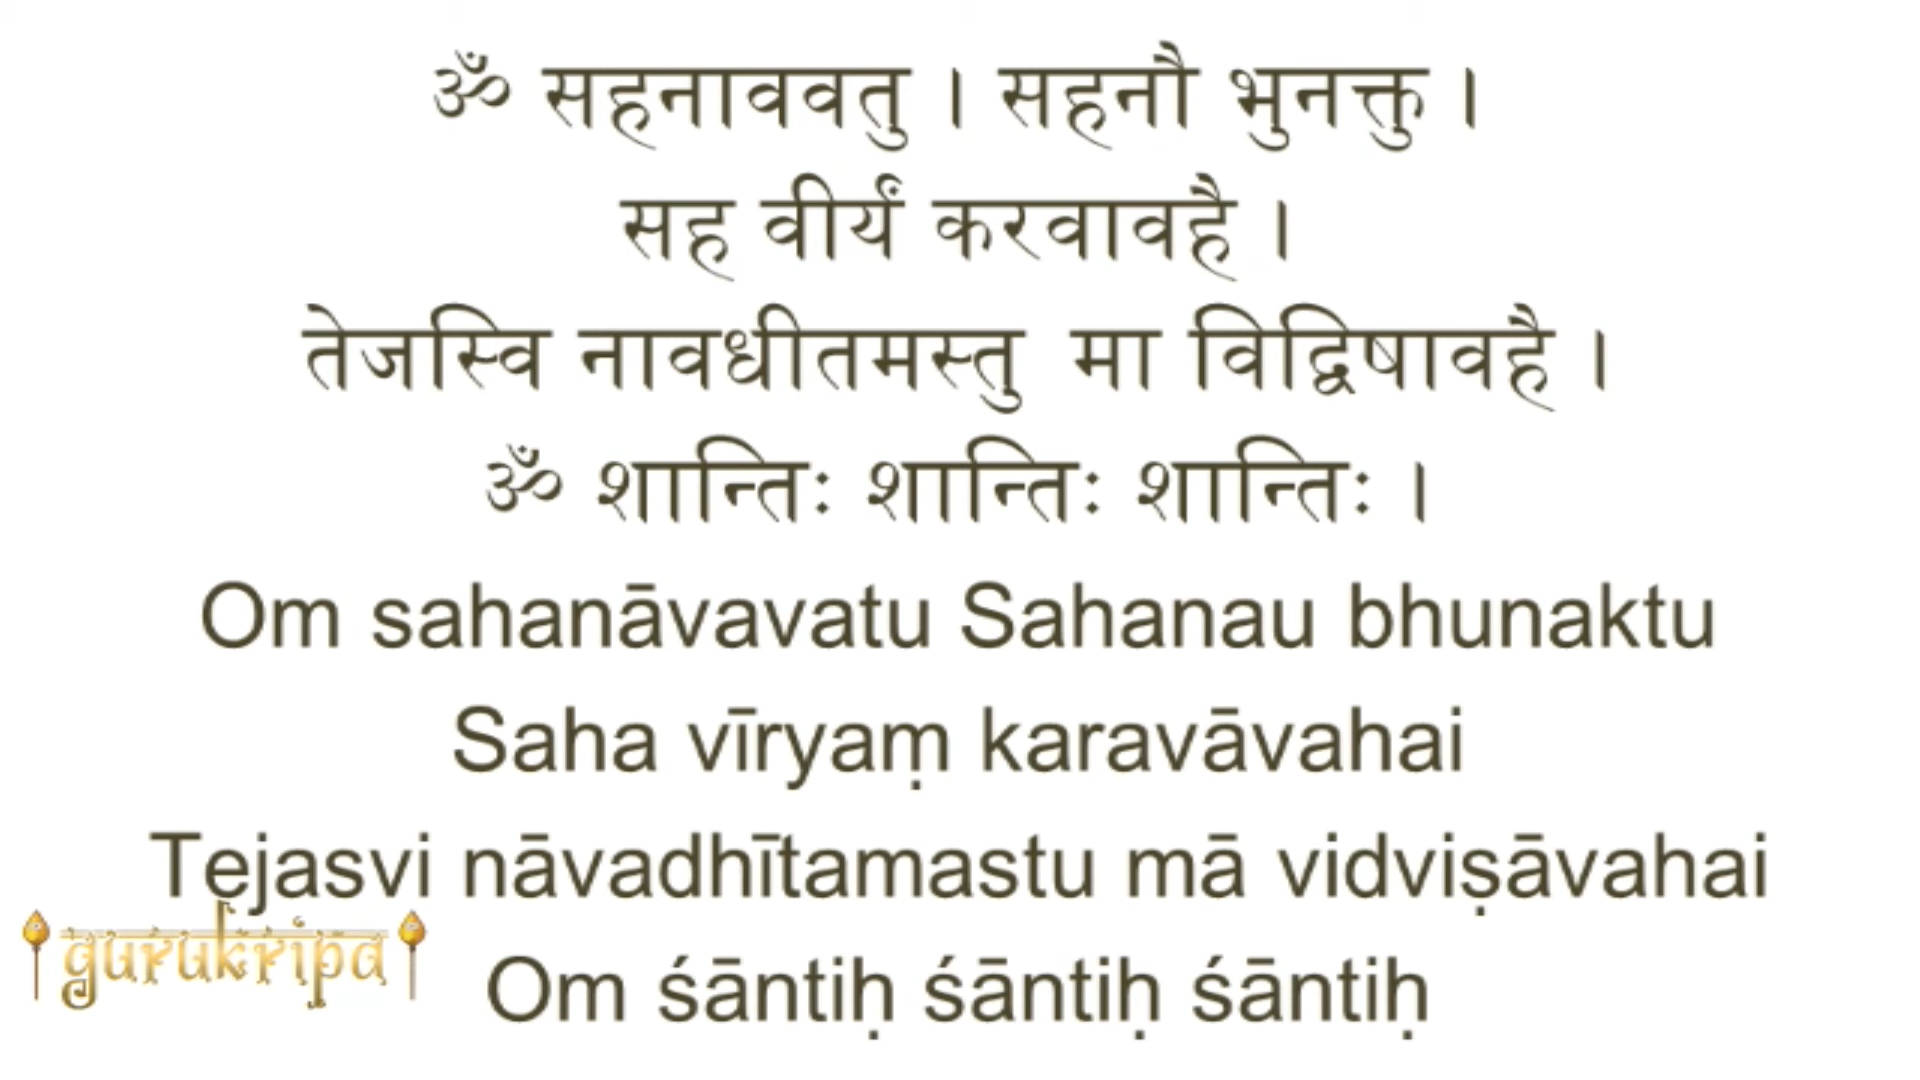 ॐ सहनाववतु । सहनौ भुनक्तु ।
सह वीर्यं करवावहै ।
तेजस्वि नावधीतमस्तु मा विद्विषावहै ।
ॐ शान्तिः शान्तिः शान्तिः ।
Om sahanāvavatu Sahanau bhunaktu
Saha vīryaṃ karavāvahai
Tejasvi nāvadhītamastu mā vidviṣāvahai
gurukripa
Om śāntiḥ śāntiḥ śāntiḥ